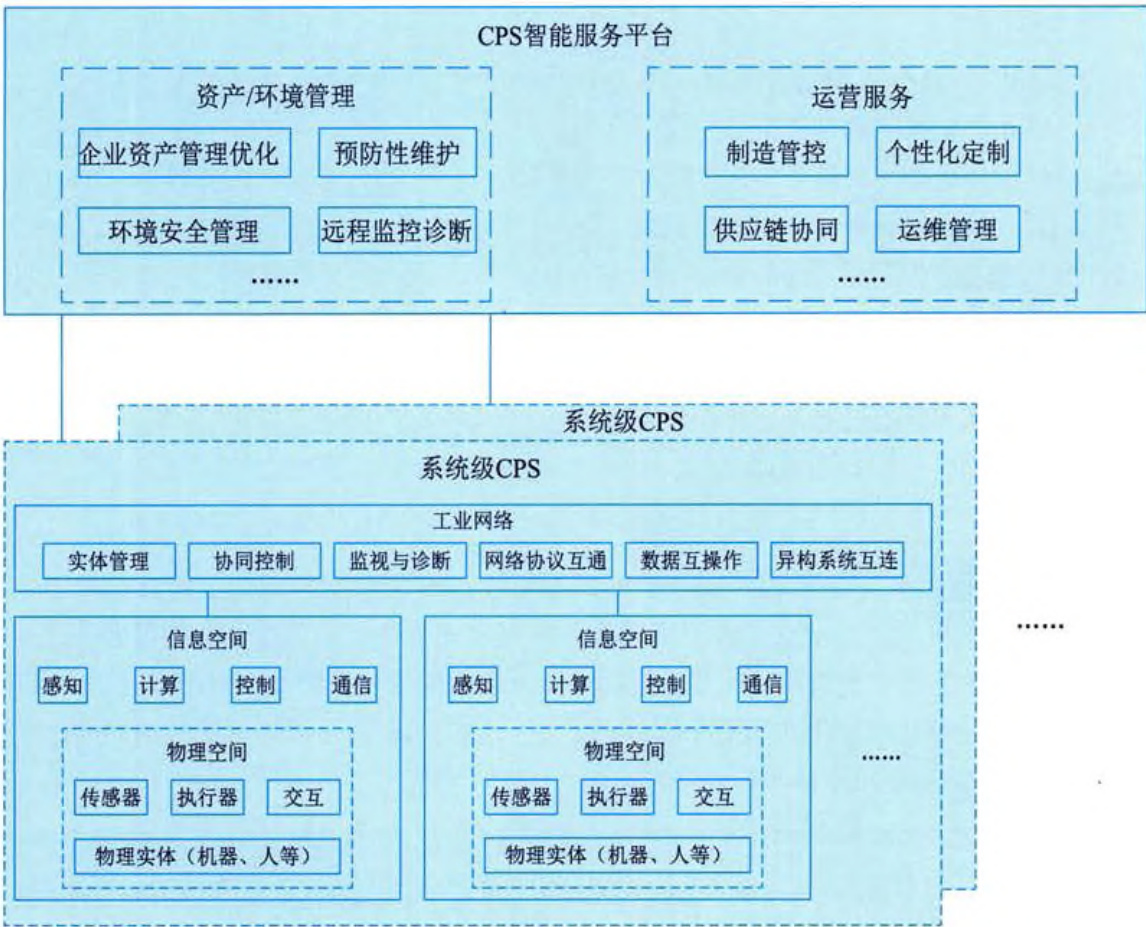 CPS智能服务平台
资产/环境管理
运营服务
企业资产管理优化
预防性维护
制造管控
个性化定制
环境安全管理
远程监控诊断
供应链协同
运维管理
……
……
系统级CPS
系统级CPS
工业网络
实体管理
协同控制
监视与诊断
网络协议互通
数据互操作
异构系统互连
……
信息空间
信息空间
感知
计算
控制
通信
感知
计算
控制
通信
物理空间
物理空间
……
传感器
执行器
交互
传感器
执行器
交互
物理实体（机器、人等）
物理实体（机器、人等）